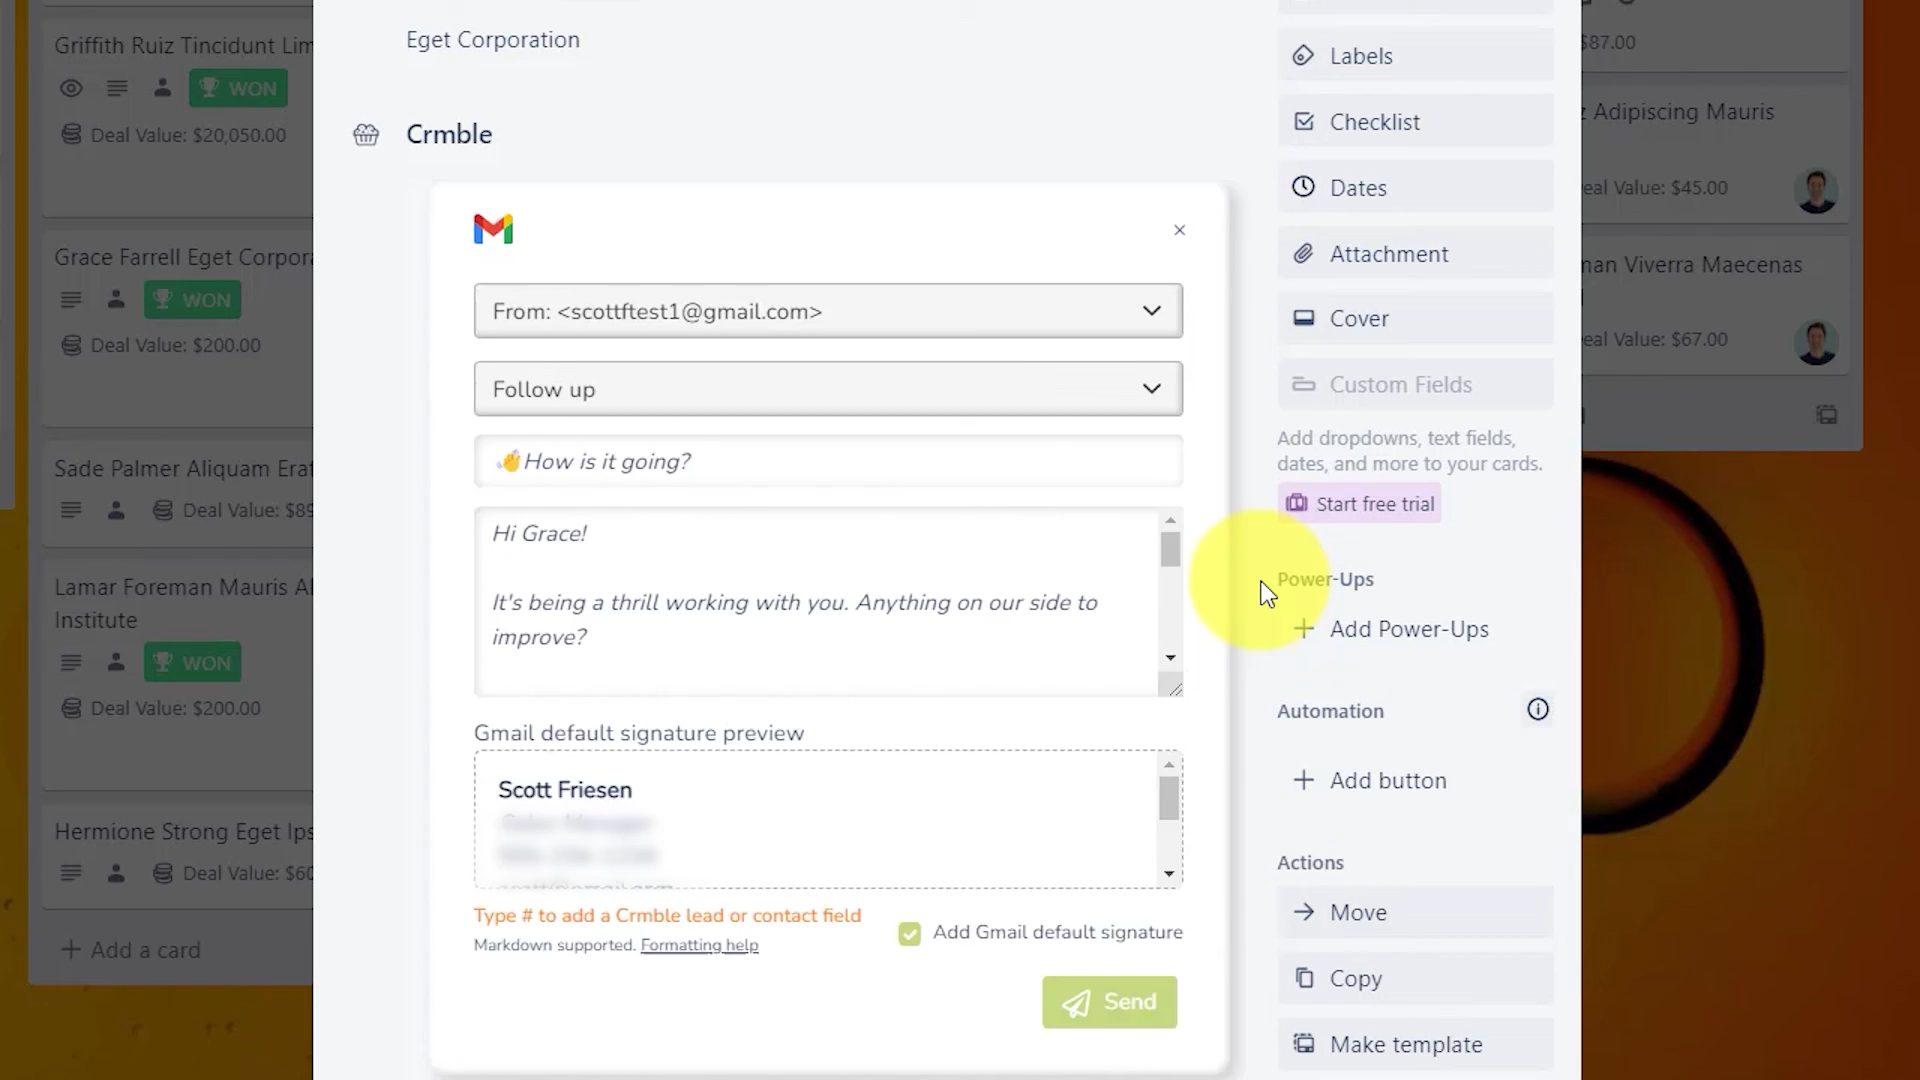 Griffith Ruiz Tincidunt Lim
WON
Deal Value: $20,050.00
Grace Farrell Eget Corpora
WON
Deal Value: $200.00
Sade Palmer Aliquam Erat
Deal Value: $89
Lamar Foreman Mauris Al
Institute
WON
Deal Value: $200.00
Hermione Strong Eget Ips
Deal Value: $60
Add a card
Eget Corporation
Crmble
From: <scottftest1@gmail.com>
Follow up
👋How is it going?
Hi Grace!
It's being a thrill working with you. Anything on our side to
improve?
Gmail default signature preview
Scott Friesen
Type # to add a Crmble lead or contact field
Markdown supported. Formatting help
Add Gmail default signature
Send
Labels
Checklist
Dates
Attachment
Cover
Custom Fields
Add dropdowns, text fields,
dates, and more to your cards.
Start free trial
Power-Ups
Add Power-Ups
Automation
Add button
Actions
Move
Copy
Make template
$87.00
z Adipiscing Mauris
eal Value: $45.00
nan Viverra Maecenas
eal Value: $67.00